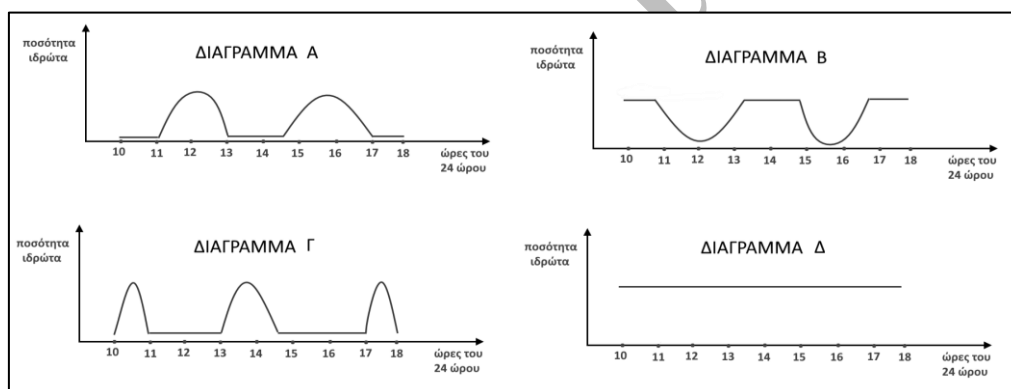 ποσότητα
ιδρώτα
ΔΙΑΓΡΑΜΜΑ Α
10 11 12 13 14 15 16 17 18
ώρες του
24 ώρου
ποσότητα
ιδρώτα
ΔΙΑΓΡΑΜΜΑ Β
10 11 12 13 14 15 16 17 18
ώρες του
24 ώρου
ποσότητα
ιδρώτα
ΔΙΑΓΡΑΜΜΑ Γ
10 11 12 13 14 15 16 17 18
ώρες του
24 ώρου
ποσότητα
ιδρώτα
ΔΙΑΓΡΑΜΜΑ Δ
10 11 12 13 14 15 16 17 18
ώρες του
24 ώρου